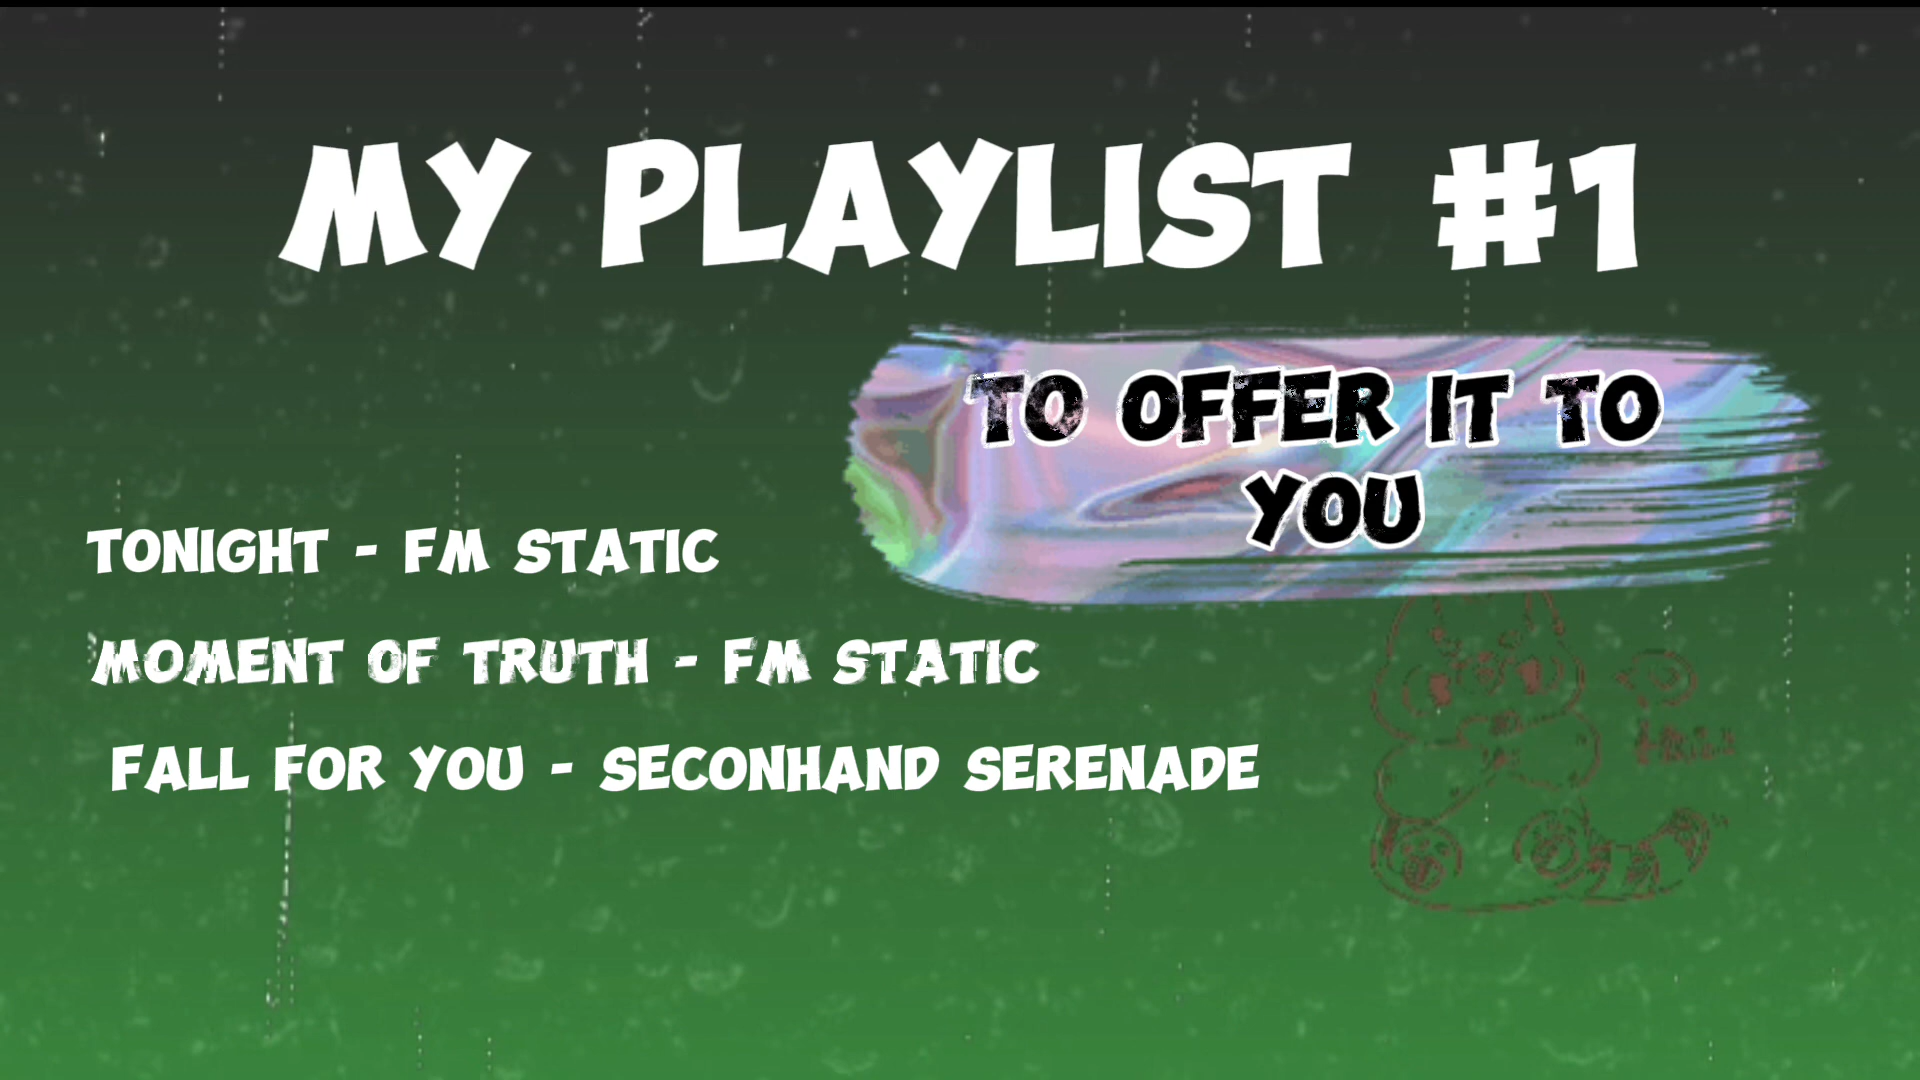 MY PLAYLIST #1
TO OFFER IT TO
YOU
TONIGHT - FM STATIC
MOMENT OF TRUTH - FM STATIC
FALL FOR YOU - SECONHAND SERENADE